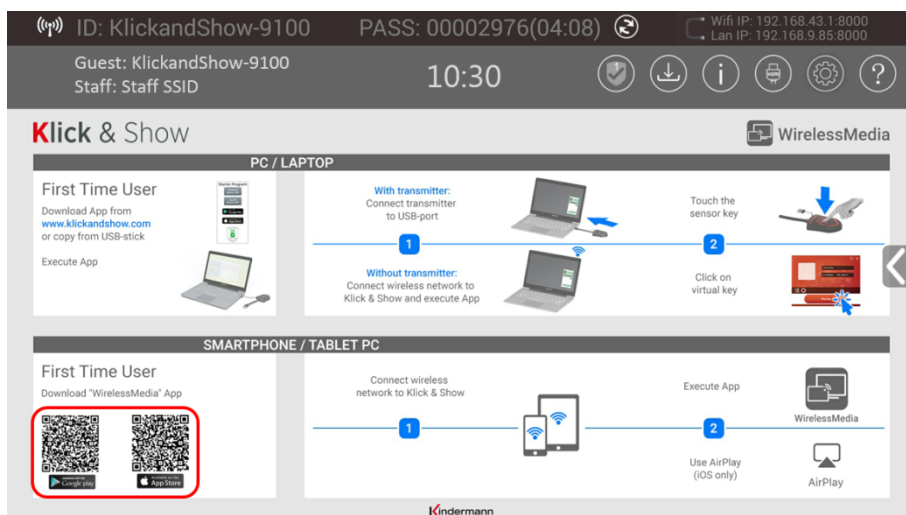 ID: KlickandShow-9100
PASS: 00002976(04:08)
Wifi IP: 192.168.43.1:8000
Lan IP: 192.168.9.85:8000
Guest: KlickandShow-9100
Staff: Staff SSID
10:30
Klick & Show
WirelessMedia
PC / LAPTOP
First Time User
Download App from
www.klickandshow.com
or copy from USB-stick
Execute App
With transmitter:
Connect transmitter
to USB-port
1
Without transmitter:
Connect wireless network to
Klick & Show and execute App
Touch the
sensor key
2
Click on
virtual key
SMARTPHONE / TABLET PC
First Time User
Download "WirelessMedia" App
Google play
App Store
Connect wireless
network to Klick & Show
1
Execute App
2
Use AirPlay
(iOS only)
WirelessMedia
AirPlay
Kindermann